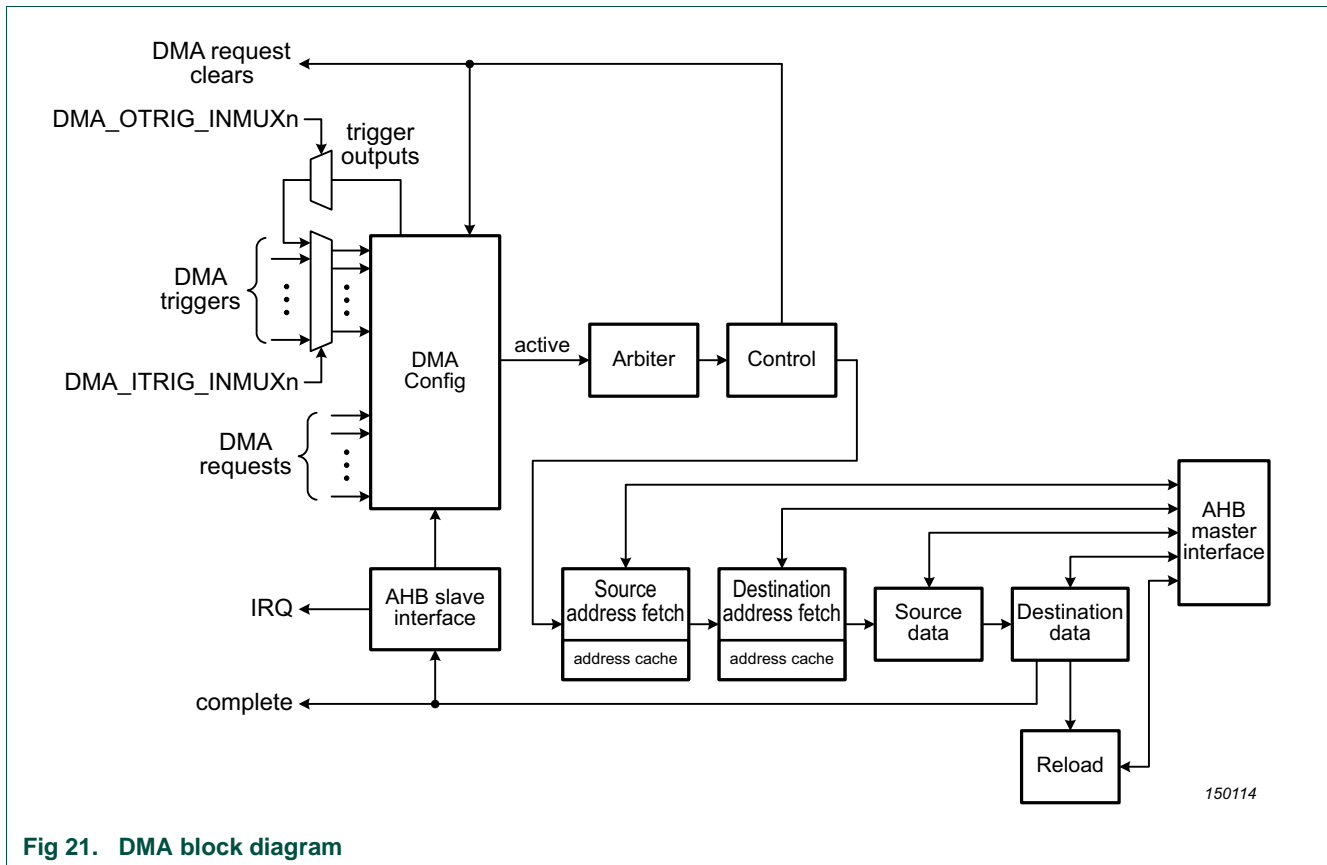 DMA request
clears
DMA_OTRIG_INMUXn
trigger
outputs
DMA
triggers
DMA_ITRIG_INMUXn
DMA
requests
DMA
Config
active
Arbiter
Control
AHB
master
interface
IRQ
AHB slave
interface
Source
address fetch
address cache
Destination
address fetch
address cache
Source
data
Destination
data
complete
Reload
150114
Fig 21. DMA block diagram